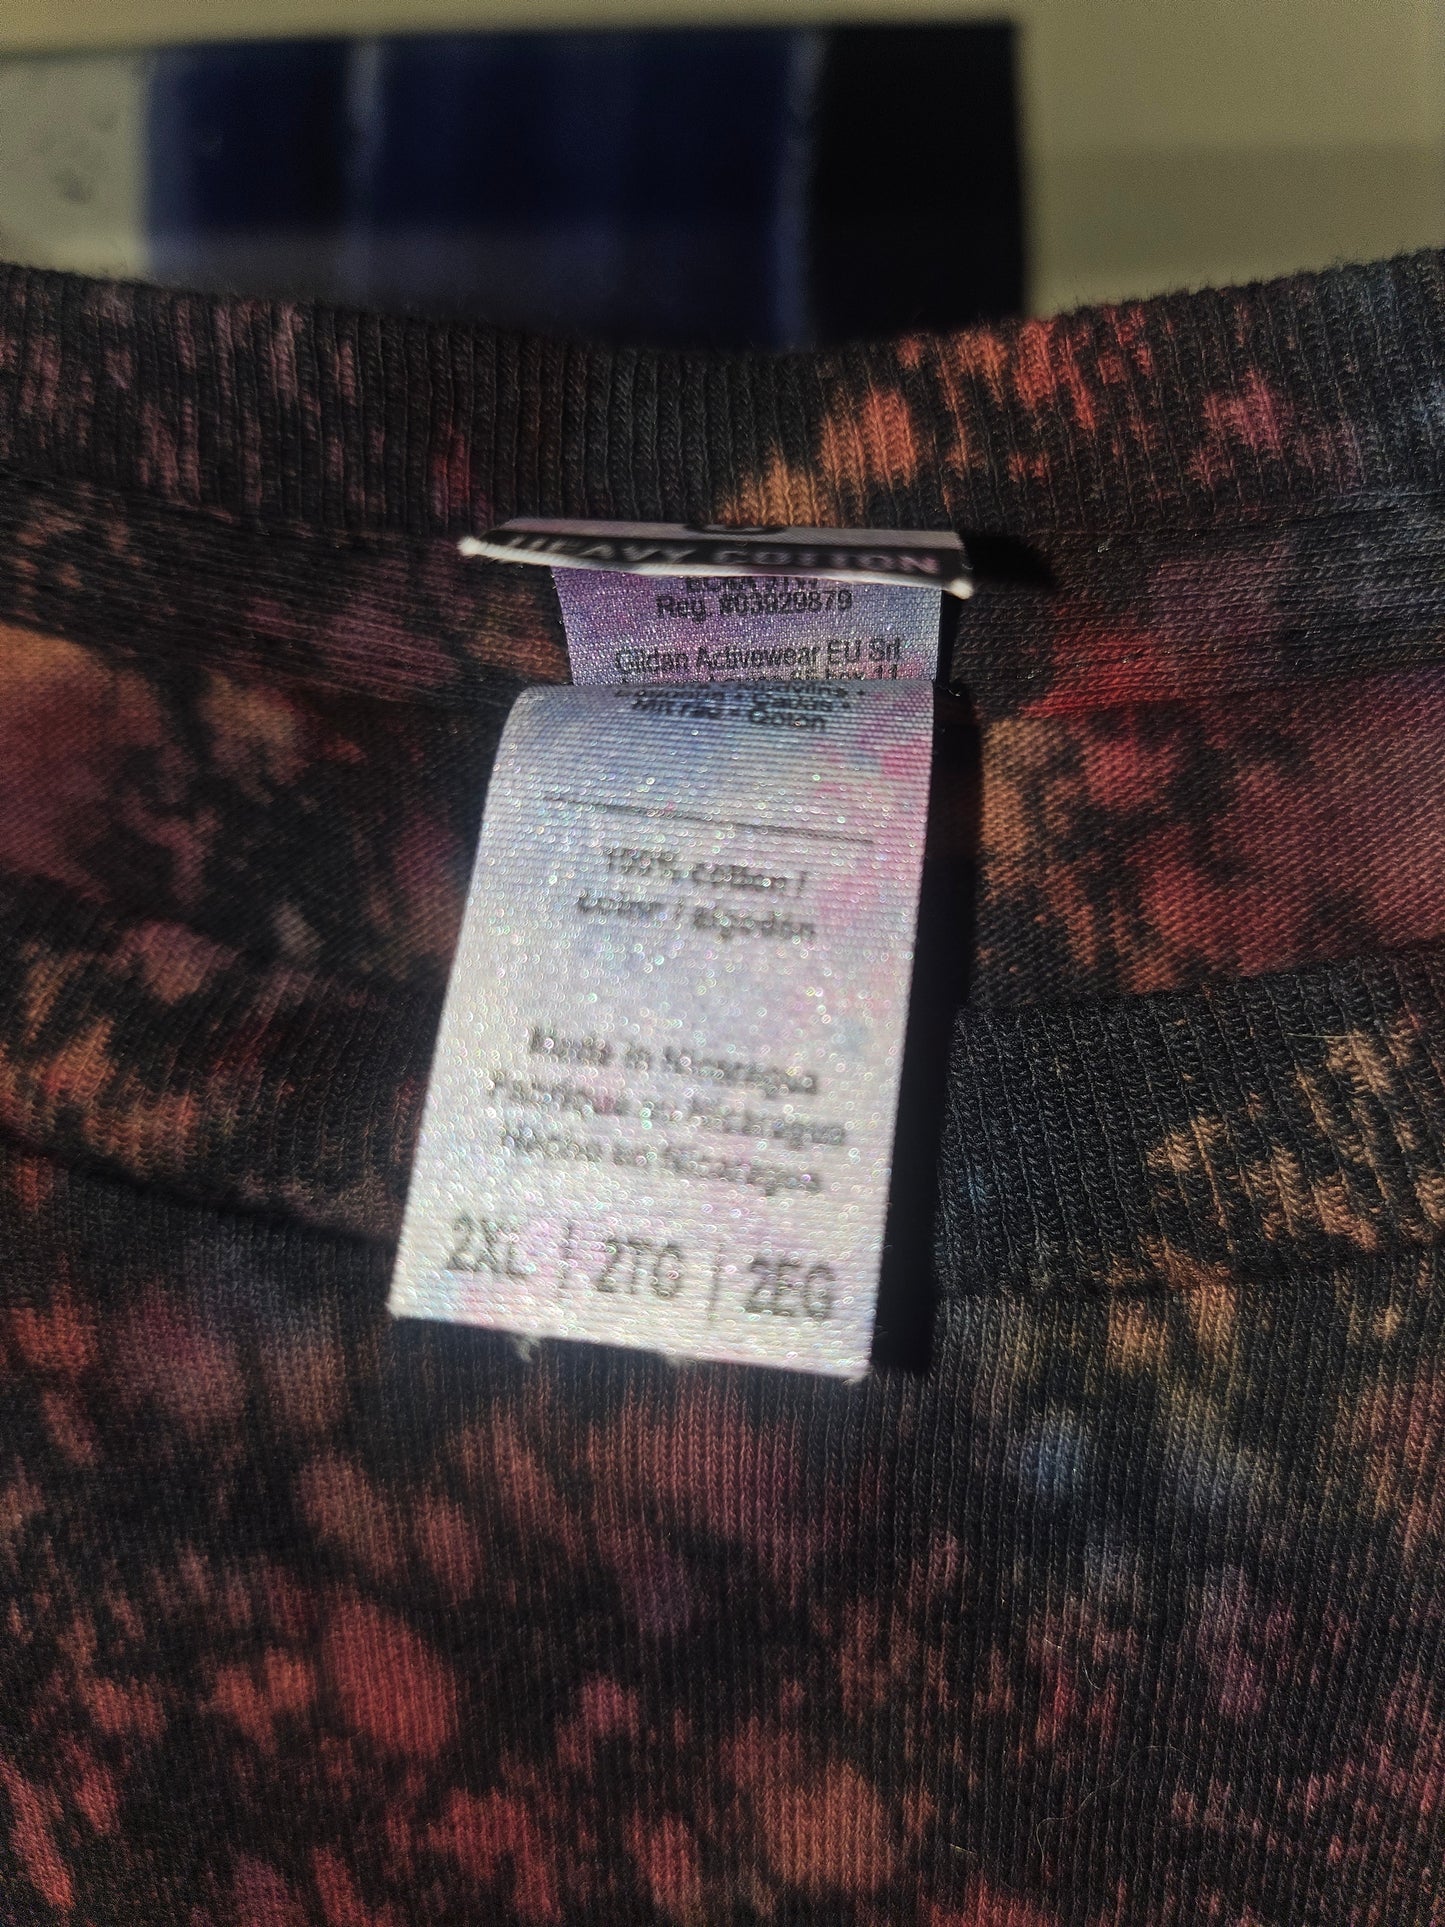 HEAVY COTTON
Reg. #03929879
Gildan Activewear EU Srl
100% cotton /
coton / algodón
Made in Nicaragua
Fabriqué au Nicaragua
Hecho en Nicaragua
2XL | 2TG | 2EG